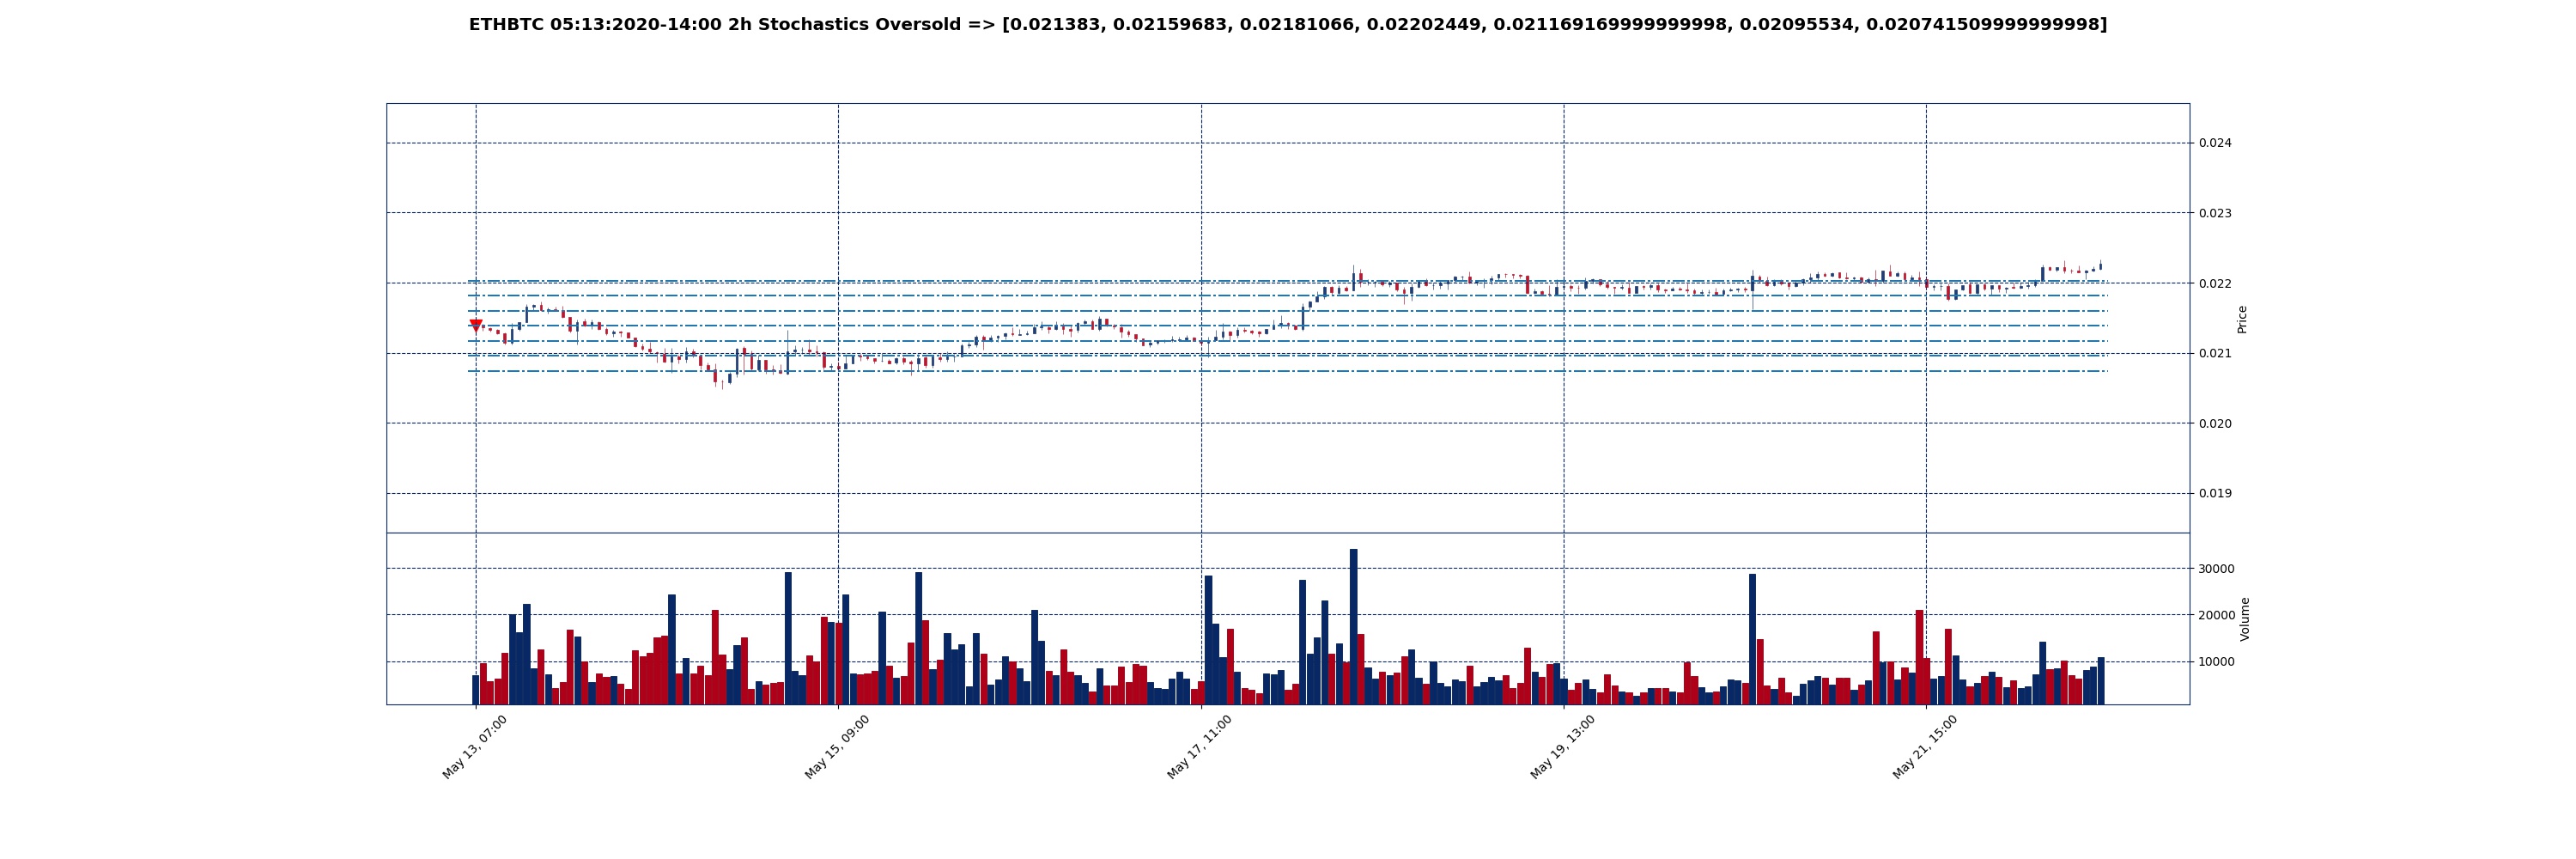 ETHBTC 05:13:2020-14:00 2h Stochastics Oversold => [0.021383, 0.02159683, 0.02181066, 0.02202449, 0.021169169999999998, 0.02095534, 0.020741509999999998]
0.024
0.023
0.022
0.021
0.020
0.019
Price
30000
20000
10000
Volume
May 13, 07:00
May 15, 09:00
May 17, 11:00
May 19, 13:00
May 21, 15:00